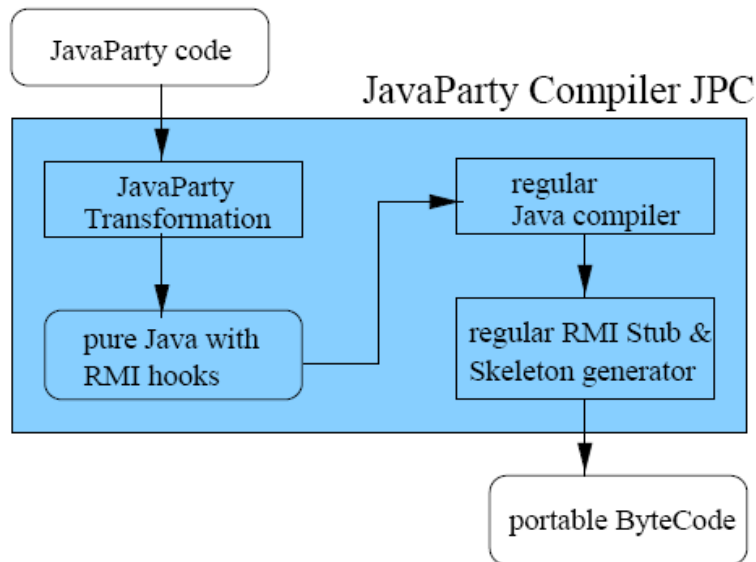 JavaParty code
JavaParty Compiler JPC
JavaParty
Transformation
pure Java with
RMI hooks
regular
Java compiler
regular RMI Stub &
Skeleton generator
portable ByteCode